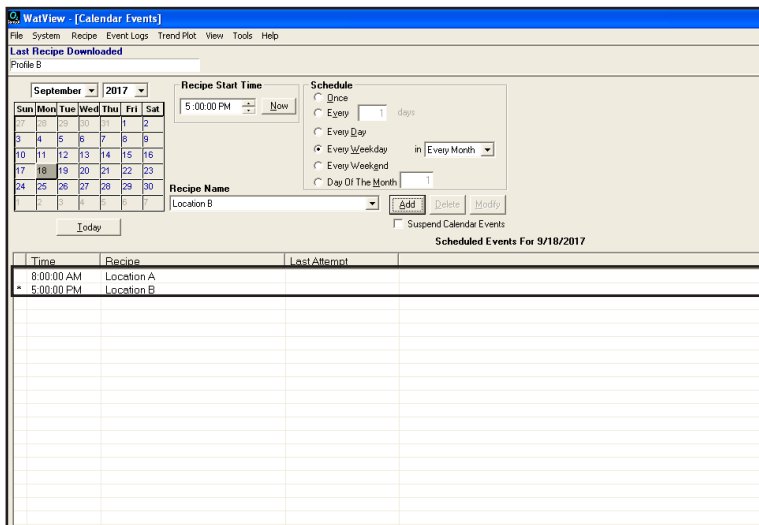 WatView - [Calendar Events]
File System Recipe Event Logs Trend Plot View Tools Help
Last Recipe Downloaded
Profile B
September 2017
Sun Mon Tue Wed Thu Fri Sat
27 28 29 30 31 1 2
3 4 5 6 7 8 9
10 11 12 13 14 15 16
17 18 19 20 21 22 23
24 25 26 27 28 29 30
1 2 3 4 5 6 7
Today
Recipe Start Time
5:00:00 PM Now
Schedule
Once
Every 1 days
Every Day
Every Weekday in Every Month
Every Weekend
Day Of The Month 1
Recipe Name
Location B Add Delete Modify
Suspend Calendar Events
Scheduled Events For 9/18/2017
Time Recipe Last Attempt
8:00:00 AM Location A
* 5:00:00 PM Location B